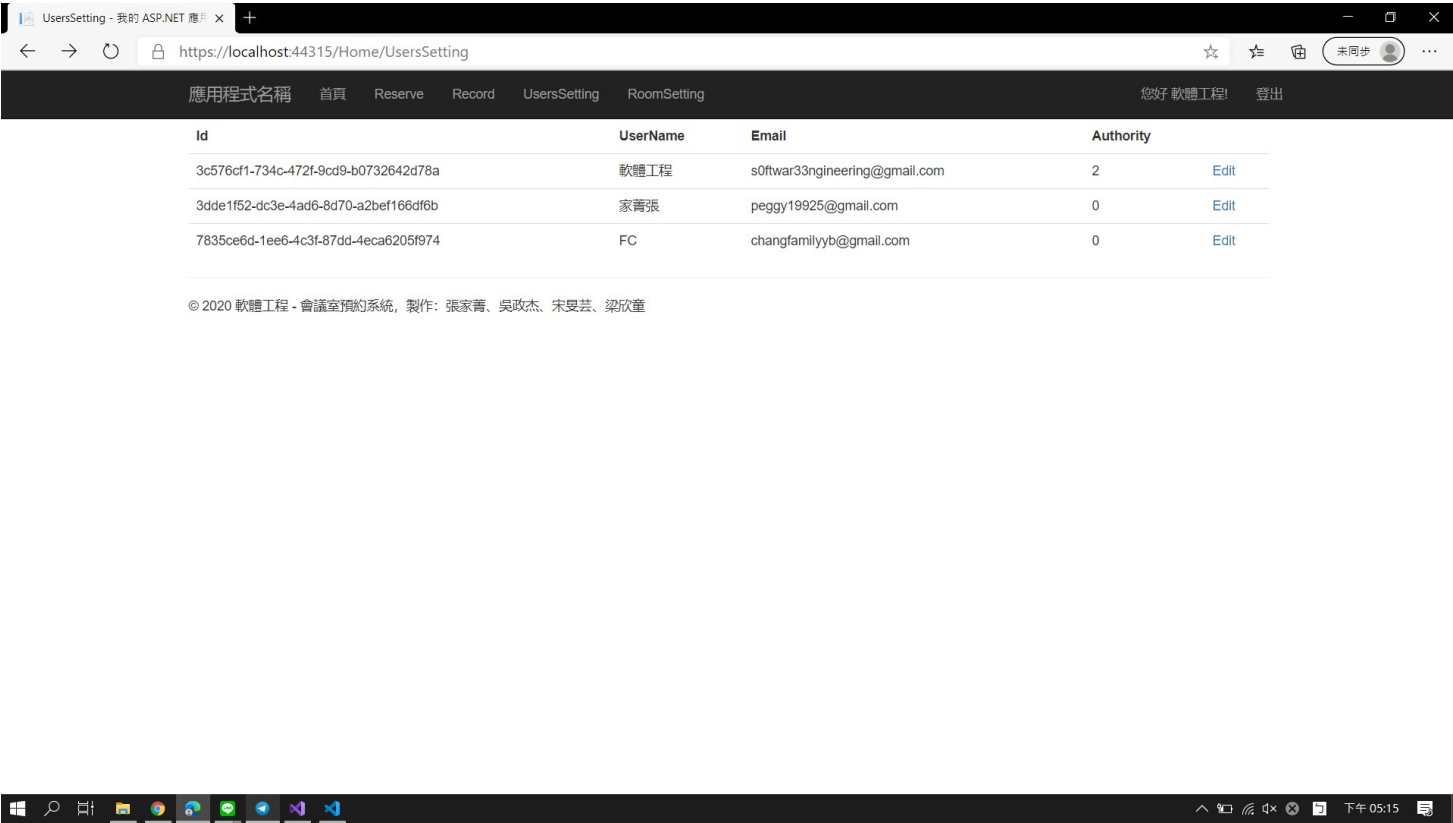 UsersSetting - 我的 ASP.NET 應用
https://localhost:44315/Home/UsersSetting
未同步
應用程式名稱 首頁 Reserve Record UsersSetting RoomSetting 您好 軟體工程! 登出
Id UserName Email Authority
3c576cf1-734c-472f-9cd9-b0732642d78a 軟體工程 s0ftwar33ngineering@gmail.com 2 Edit
3dde1f52-dc3e-4ad6-8d70-a2bef166df6b 家菁張 peggy19925@gmail.com 0 Edit
7835ce6d-1ee6-4c3f-87dd-4eca6205f974 FC changfamilyyb@gmail.com 0 Edit
© 2020 軟體工程 - 會議室預約系統，製作：張家菁、吳政杰、宋旻芸、梁欣童
ㄅ 下午 05:15